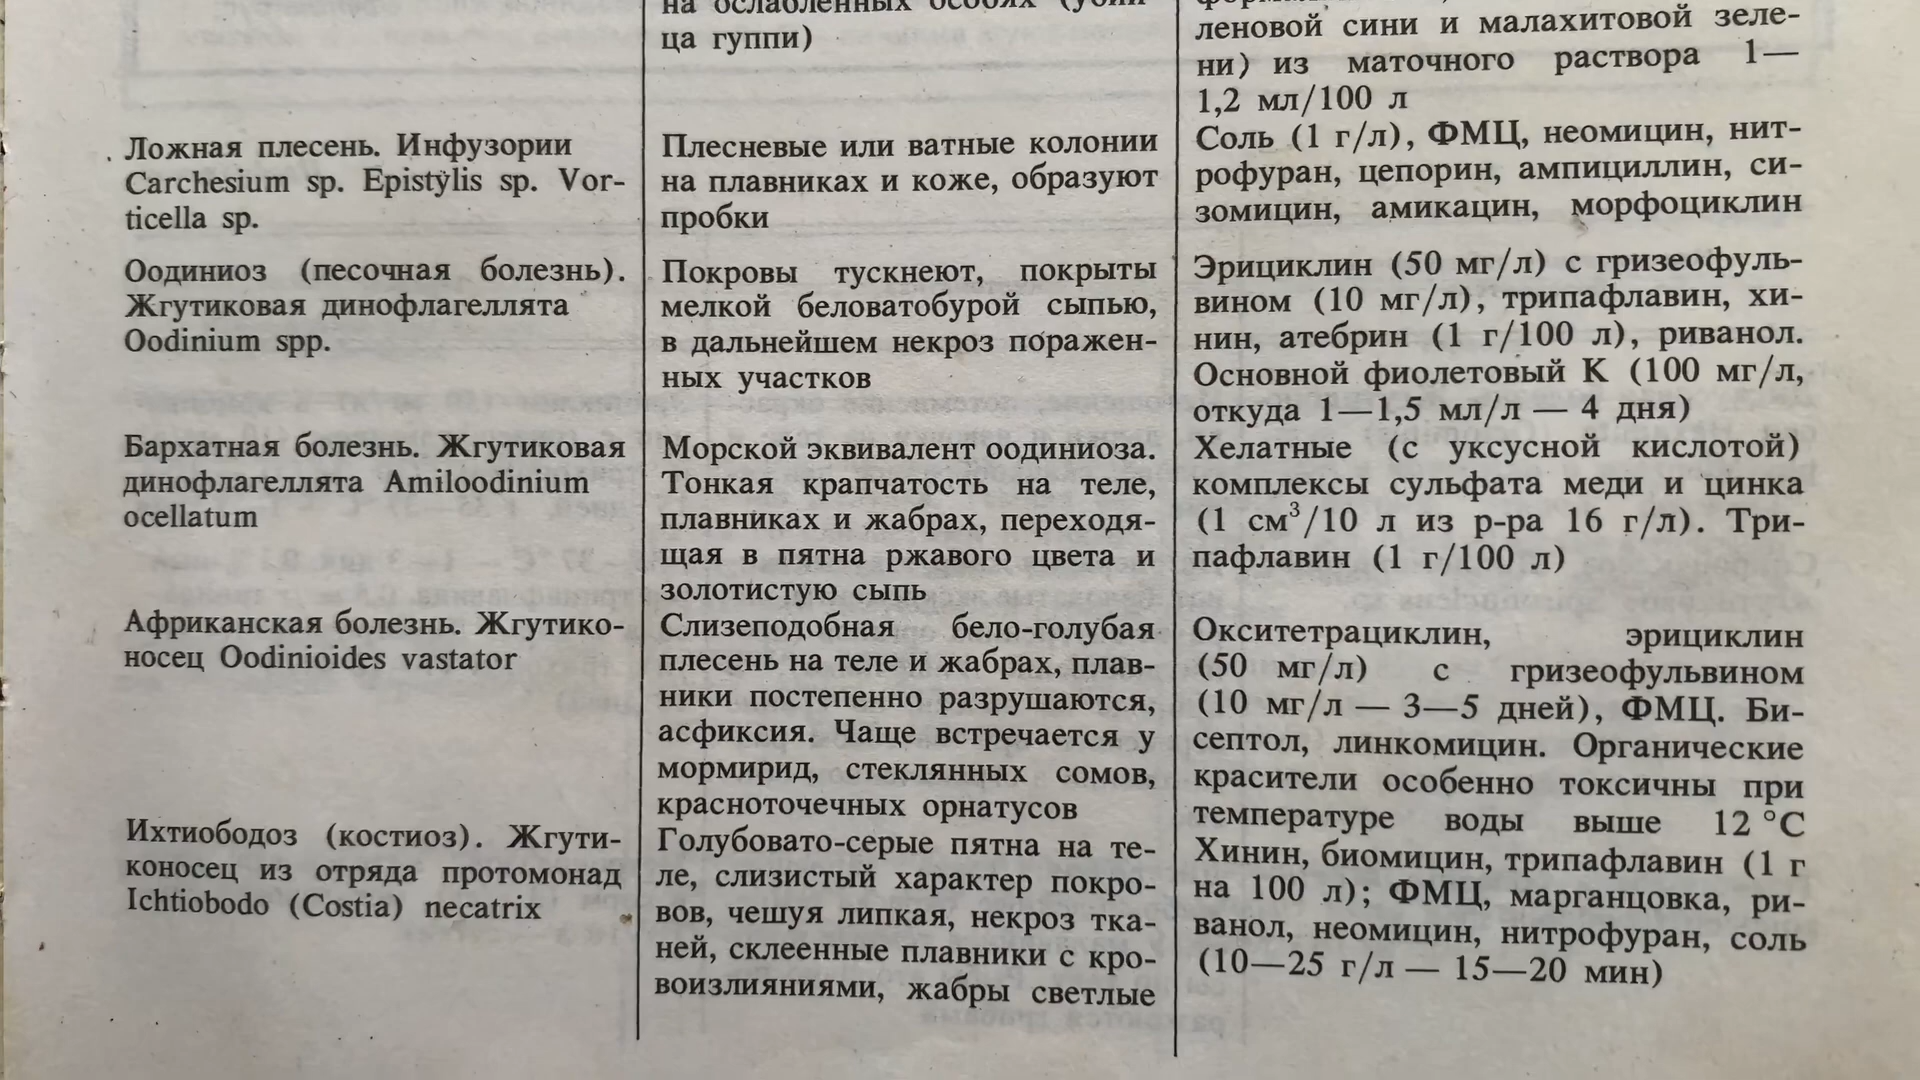 ца гуппи)
леновой сини и малахитовой зеле-
ни) из маточного раствора 1—
1,2 мл/100 л
Ложная плесень. Инфузории
Carchesium sp. Epistylis sp. Vor-
ticella sp.
Плесневые или ватные колонии
на плавниках и коже, образуют
пробки
Соль (1 г/л), ФМЦ, неомицин, нит-
рофуран, цепорин, ампициллин, си-
зомицин, амикацин, морфоциклин
Оодиниоз (песочная болезнь).
Жгутиковая динофлагеллята
Oodinium spp.
Покровы тускнеют, покрыты
мелкой беловатобурой сыпью,
в дальнейшем некроз поражен-
ных участков
Эрициклин (50 мг/л) с гризеофуль-
вином (10 мг/л), трипафлавин, хи-
нин, атебрин (1 г/100 л), риванол.
Основной фиолетовый К (100 мг/л,
откуда 1—1,5 мл/л — 4 дня)
Бархатная болезнь. Жгутиковая
динофлагеллята Amiloodinium
ocellatum
Морской эквивалент оодиниоза.
Тонкая крапчатость на теле,
плавниках и жабрах, переходя-
щая в пятна ржавого цвета и
золотистую сыпь
Хелатные (с уксусной кислотой)
комплексы сульфата меди и цинка
(1 см³/10 л из р-ра 16 г/л). Три-
пафлавин (1 г/100 л)
Африканская болезнь. Жгутико-
носец Oodinioides vastator
Слизеподобная бело-голубая
плесень на теле и жабрах, плав-
ники постепенно разрушаются,
асфиксия. Чаще встречается у
мормирид, стеклянных сомов,
красноточечных орнатусов
Окситетрациклин, эрициклин
(50 мг/л) с гризеофульвином
(10 мг/л — 3—5 дней), ФМЦ. Би-
септол, линкомицин. Органические
красители особенно токсичны при
температуре воды выше 12 °С
Ихтиободоз (костиоз). Жгути-
коносец из отряда протомонад
Ichtiobodo (Costia) necatrix
Голубовато-серые пятна на те-
ле, слизистый характер покро-
вов, чешуя липкая, некроз тка-
ней, склеенные плавники с кро-
воизлияниями, жабры светлые
Хинин, биомицин, трипафлавин (1 г
на 100 л); ФМЦ, марганцовка, ри-
ванол, неомицин, нитрофуран, соль
(10—25 г/л — 15—20 мин)